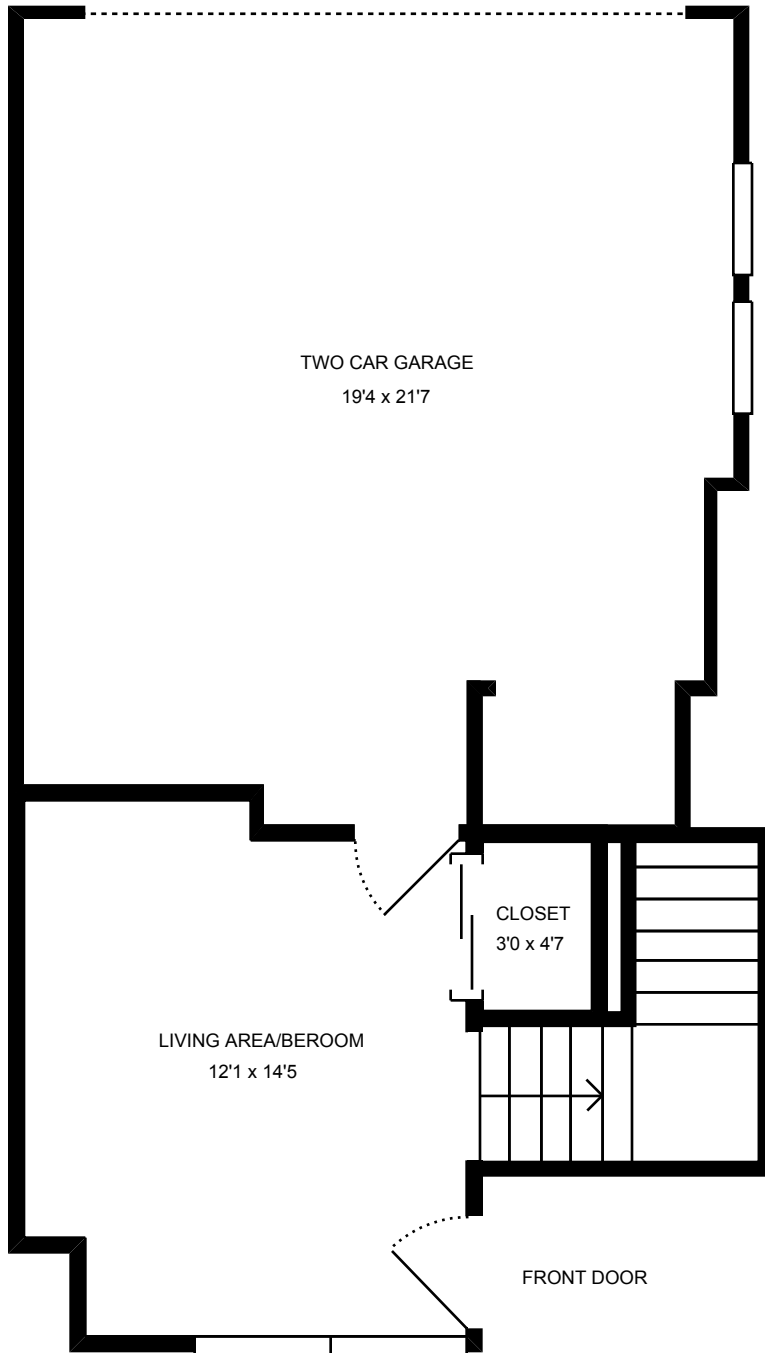 TWO CAR GARAGE
19'4 x 21'7
CLOSET
3'0 x 4'7
LIVING AREA/BEROOM
12'1 x 14'5
FRONT DOOR